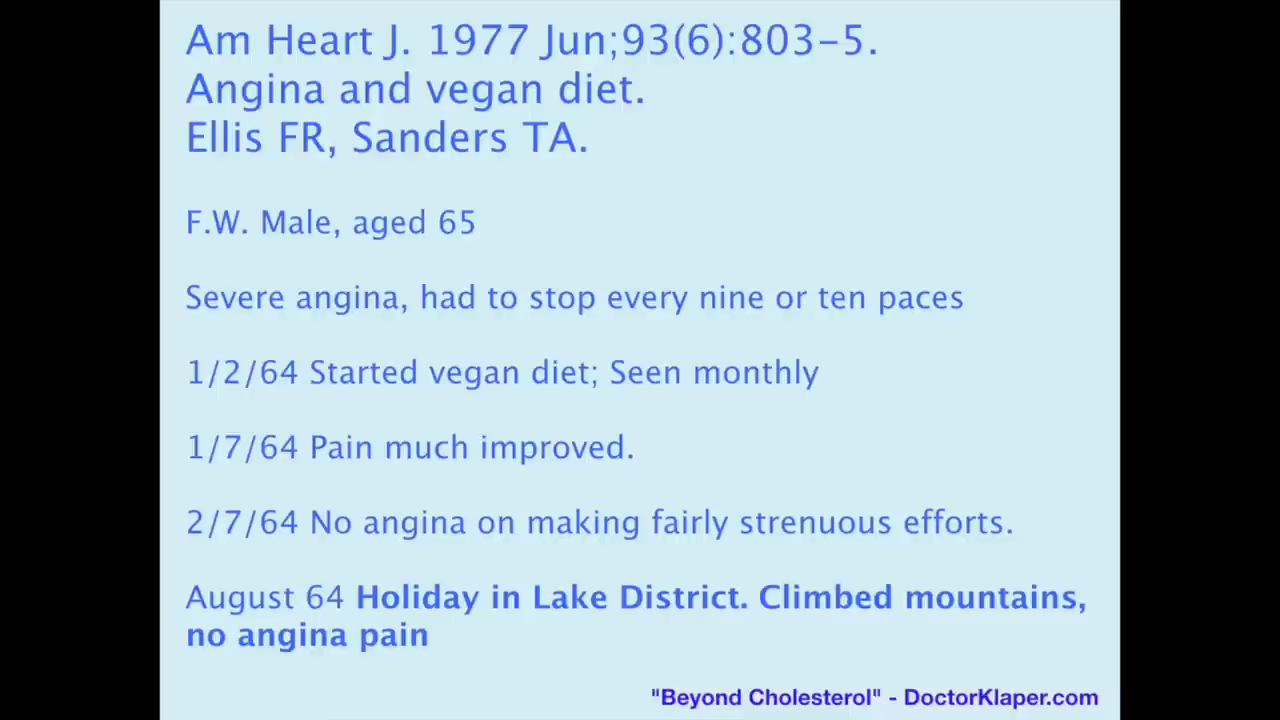 Am Heart J. 1977 Jun;93(6):803-5.
Angina and vegan diet.
Ellis FR, Sanders TA.
F.W. Male, aged 65
Severe angina, had to stop every nine or ten paces
1/2/64 Started vegan diet; Seen monthly
1/7/64 Pain much improved.
2/7/64 No angina on making fairly strenuous efforts.
August 64 Holiday in Lake District. Climbed mountains,
no angina pain
"Beyond Cholesterol" - DoctorKlaper.com